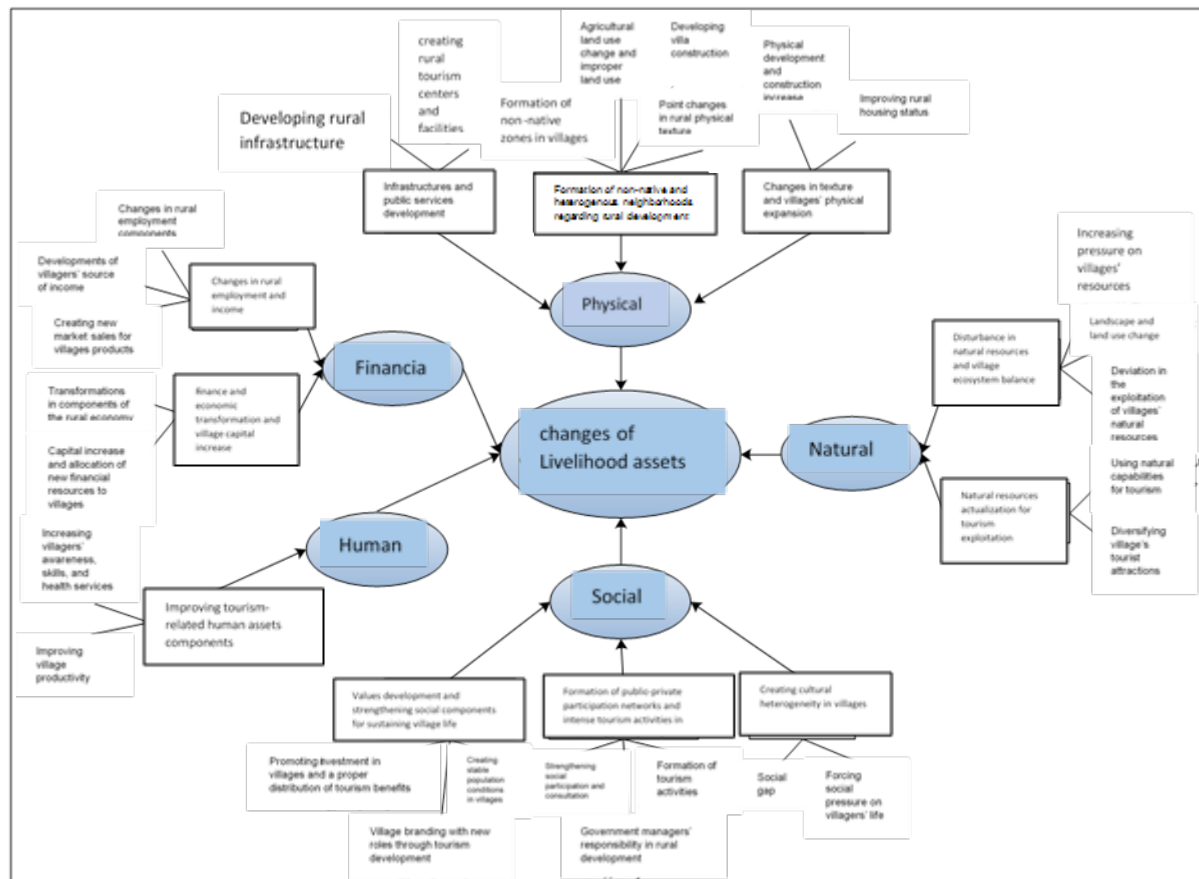 creating
rural
tourism
centers
and
facilities
Agricultural
land use
change and
improper
land use
Developing
villa
construction
Physical
development
and
construction
increase
Improving rural
housing status
Developing rural
infrastructure
Formation of
non-native
zones in villages
Point changes
in rural physical
texture
Infrastructures and
public services
development
Formation of non-native and
heterogenous neighborhoods
regarding rural development
Changes in texture
and villages' physical
expansion
Physical
Changes in rural
employment
components
Developments of
villagers' source
of income
Creating new
market sales for
villages products
Changes in rural
employment and
income
Financia
Transformations
in components of
the rural economy
Capital increase
and allocation of
new financial
resources to
villages
finance and
economic
transformation and
village capital
increase
changes of
Livelihood assets
Natural
Increasing
pressure on
villages'
resources
Landscape and
land use change
Deviation in
the
exploitation
of villages'
natural
resources
Disturbance in
natural resources
and village
ecosystem balance
Using natural
capabilities
for tourism
Diversifying
village's
tourist
attractions
Natural resources
actualization for
tourism
exploitation
Human
Increasing
villagers'
awareness,
skills, and
health services
Improving
village
productivity
Improving tourism-
related human assets
components
Social
Values development and
strengthening social components
for sustaining village life
Formation of public-private
participation networks and
intense tourism activities in
Creating cultural
heterogeneity in villages
Promoting investment in
villages and a proper
distribution of tourism benefits
Creating
stable
population
conditions
in villages
Strengthening
social
participation and
consultation
Formation of
tourism
activities
Social
gap
Forcing
social
pressure on
villagers' life
Village branding with new
roles through tourism
development
Government managers'
responsibility in rural
development